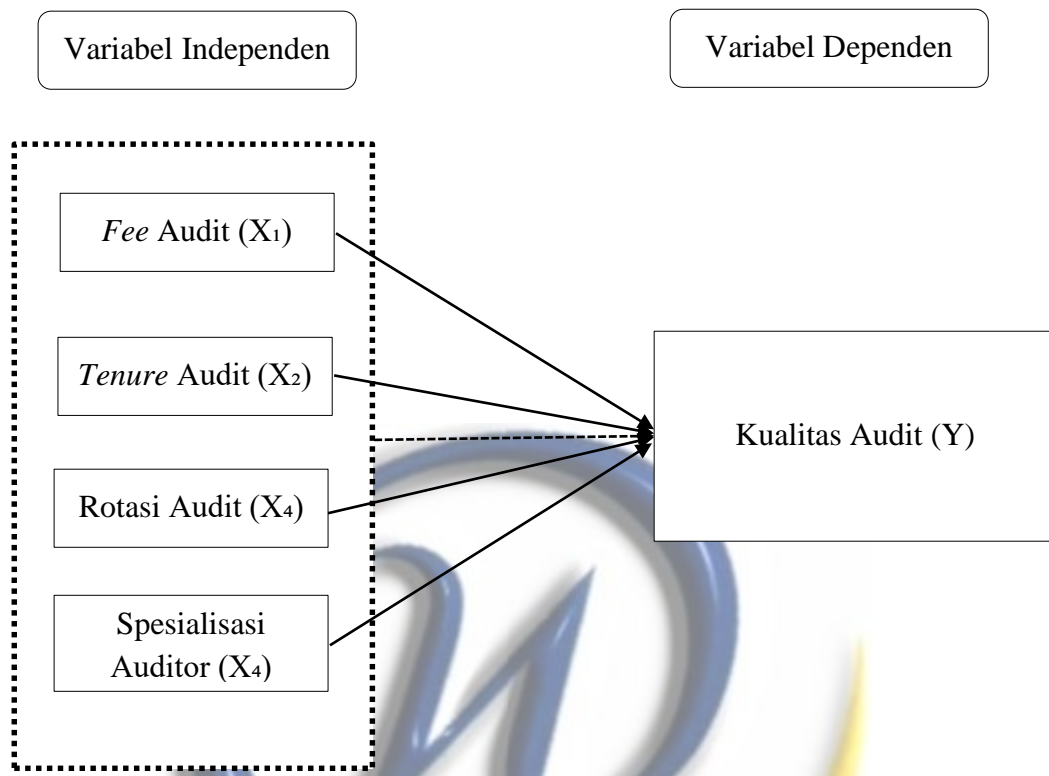 Variabel Independen
Variabel Dependen
Fee Audit (X₁)
Tenure Audit (X₂)
Kualitas Audit (Y)
Rotasi Audit (X₄)
Spesialisasi
Auditor (X₄)